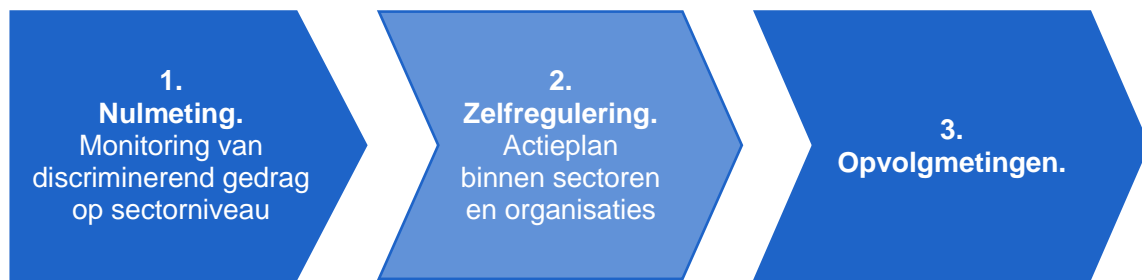 1.
Nulmeting.
Monitoring van
discriminerend gedrag
op sectorniveau
2.
Zelfregulering.
Actieplan
binnen sectoren
en organisaties
3.
Opvolgmetingen.